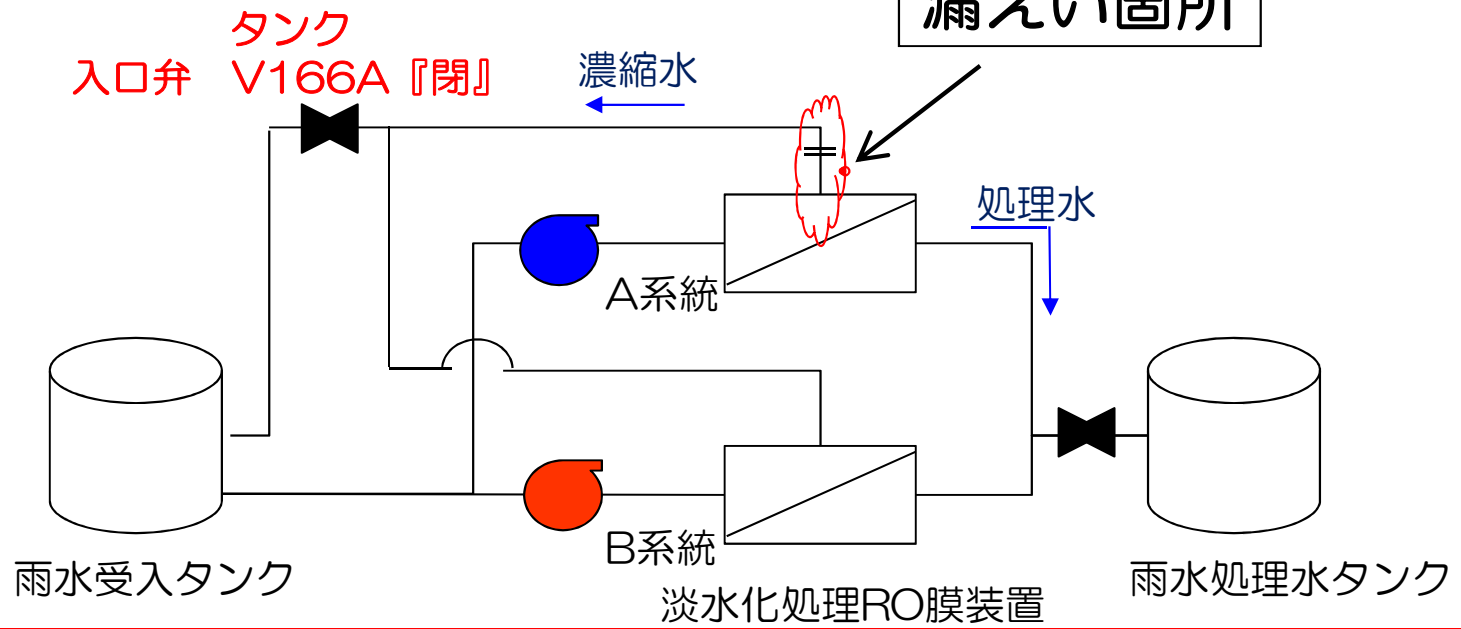 漏えい箇所
タンク
入口弁 V166A『閉』
濃縮水
処理水
A系統
B系統
雨水受入タンク
雨水処理水タンク
淡水化処理RO膜装置